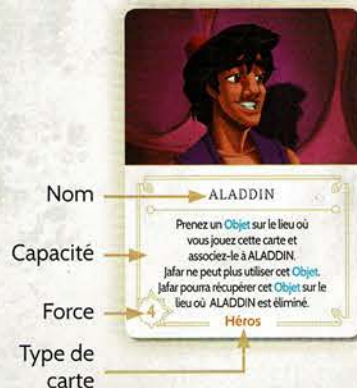 Nom
ALADDIN
Capacité
Prenez un Objet sur le lieu où
vous jouez cette carte et
associez-le à ALADDIN.
Jafar ne peut plus utiliser cet Objet.
Jafar pourra récupérer cet Objet sur le
lieu où ALADDIN est éliminé.
Force
4
Héros
Type de
carte